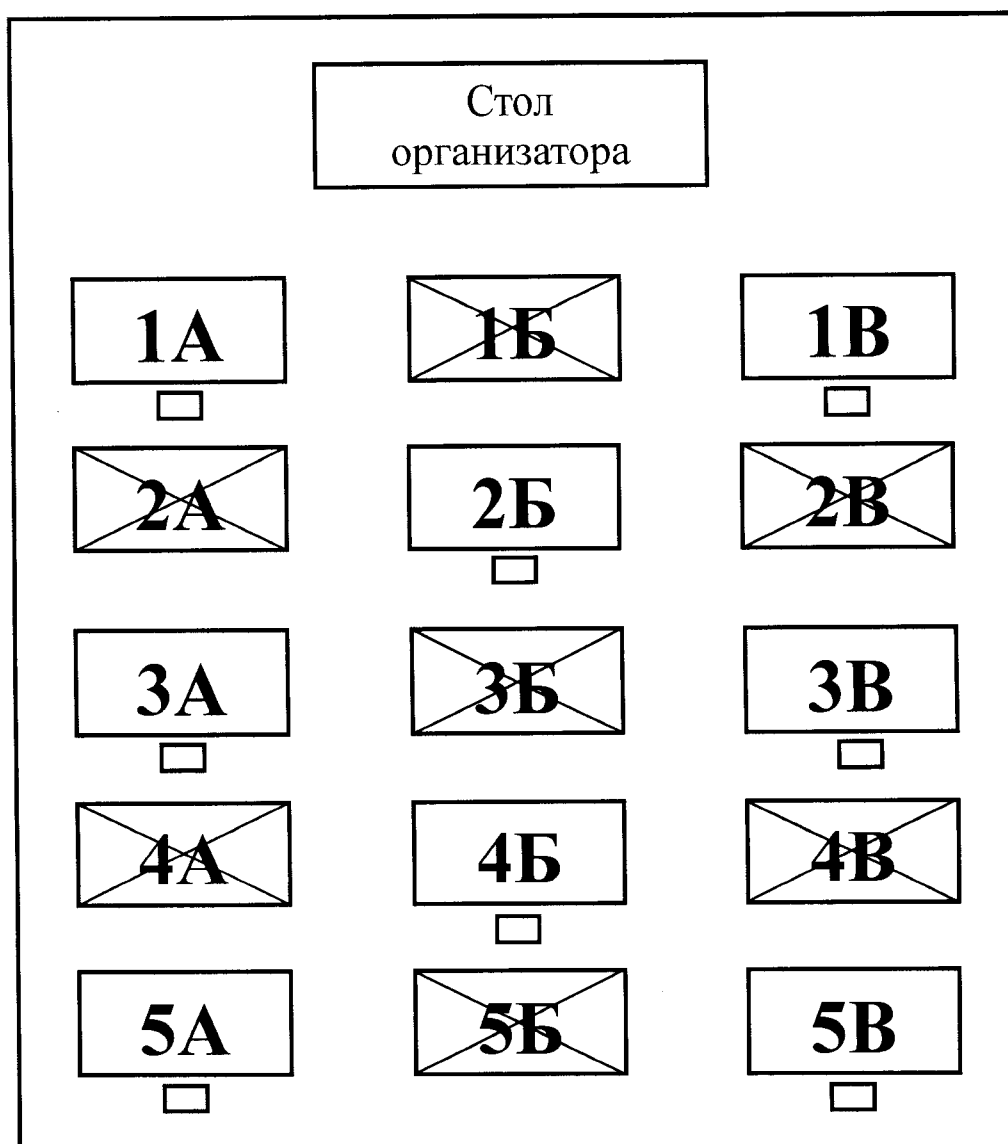 Стол
организатора
1А 1Б 1В
2А 2Б 2В
3А 3Б 3В
4А 4Б 4В
5А 5Б 5В